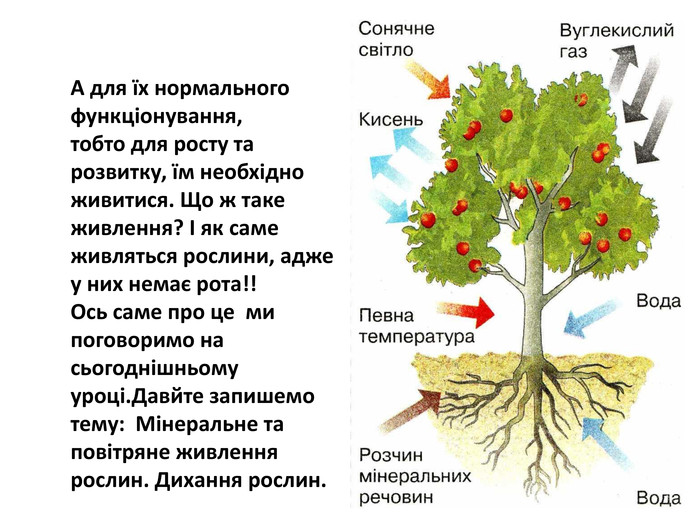 А для їх нормального
функціонування,
тобто для росту та
розвитку, їм необхідно
живитися. Що ж таке
живлення? І як саме
живляться рослини, адже
у них немає рота!!
Ось саме про це  ми
поговоримо на
сьогоднішньому
уроці.Давйте запишемо
тему:  Мінеральне та
повітряне живлення
рослин. Дихання рослин.
Сонячне
світло
Вуглекислий
газ
Кисень
Певна
температура
Вода
Розчин
мінеральних
речовин
Вода